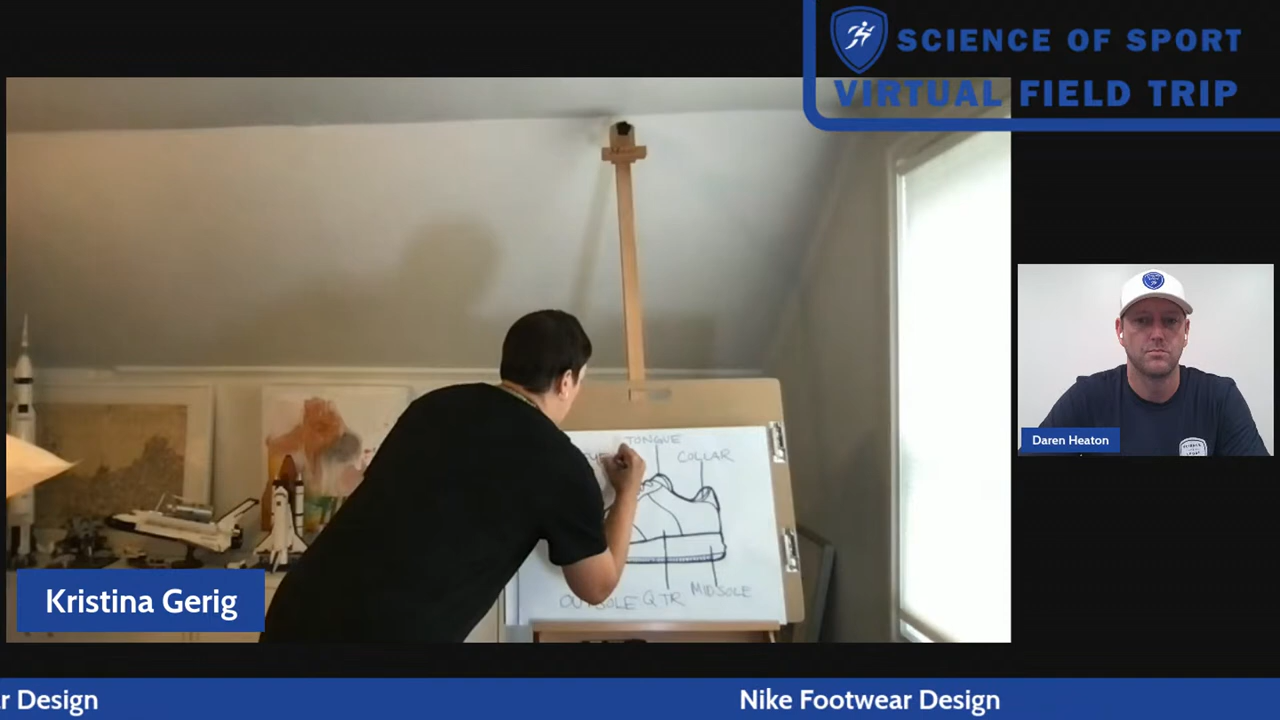 SCIENCE OF SPORT
VIRTUAL FIELD TRIP
TONGUE
COLLAR
OUTSOLE QTR MIDSOLE
Kristina Gerig
Daren Heaton
r Design
Nike Footwear Design